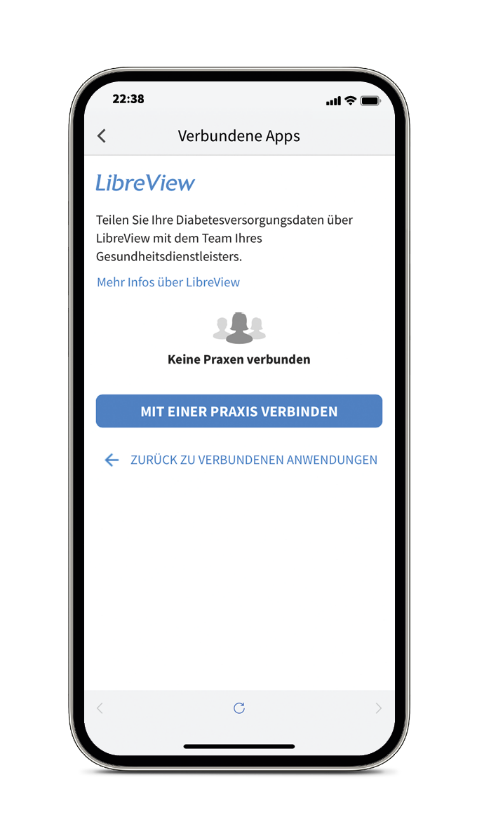 22:38
Verbundene Apps
LibreView
Teilen Sie Ihre Diabetesversorgungsdaten über
LibreView mit dem Team Ihres
Gesundheitsdienstleisters.
Mehr Infos über LibreView
Keine Praxen verbunden
MIT EINER PRAXIS VERBINDEN
ZURÜCK ZU VERBUNDENEN ANWENDUNGEN